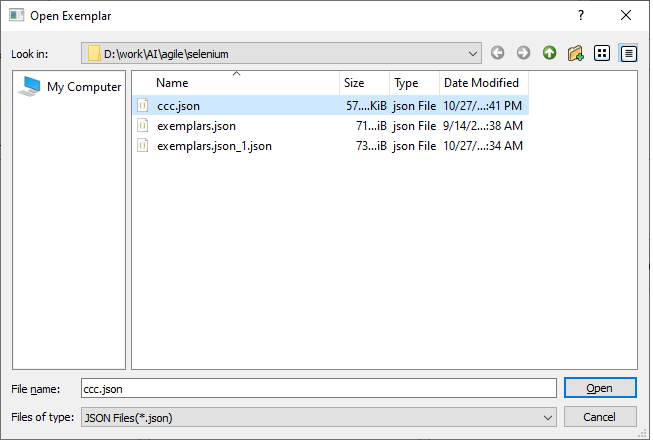 Open Exemplar
Look in: D:\work\AI\agile\selenium
My Computer
Name Size Type Date Modified
ccc.json 57....KiB json File 10/27/...:41 PM
exemplars.json 71...iB json File 9/14/2...:38 AM
exemplars.json_1.json 73...iB json File 10/27/...:34 AM
File name: ccc.json Open
Files of type: JSON Files(*.json) Cancel